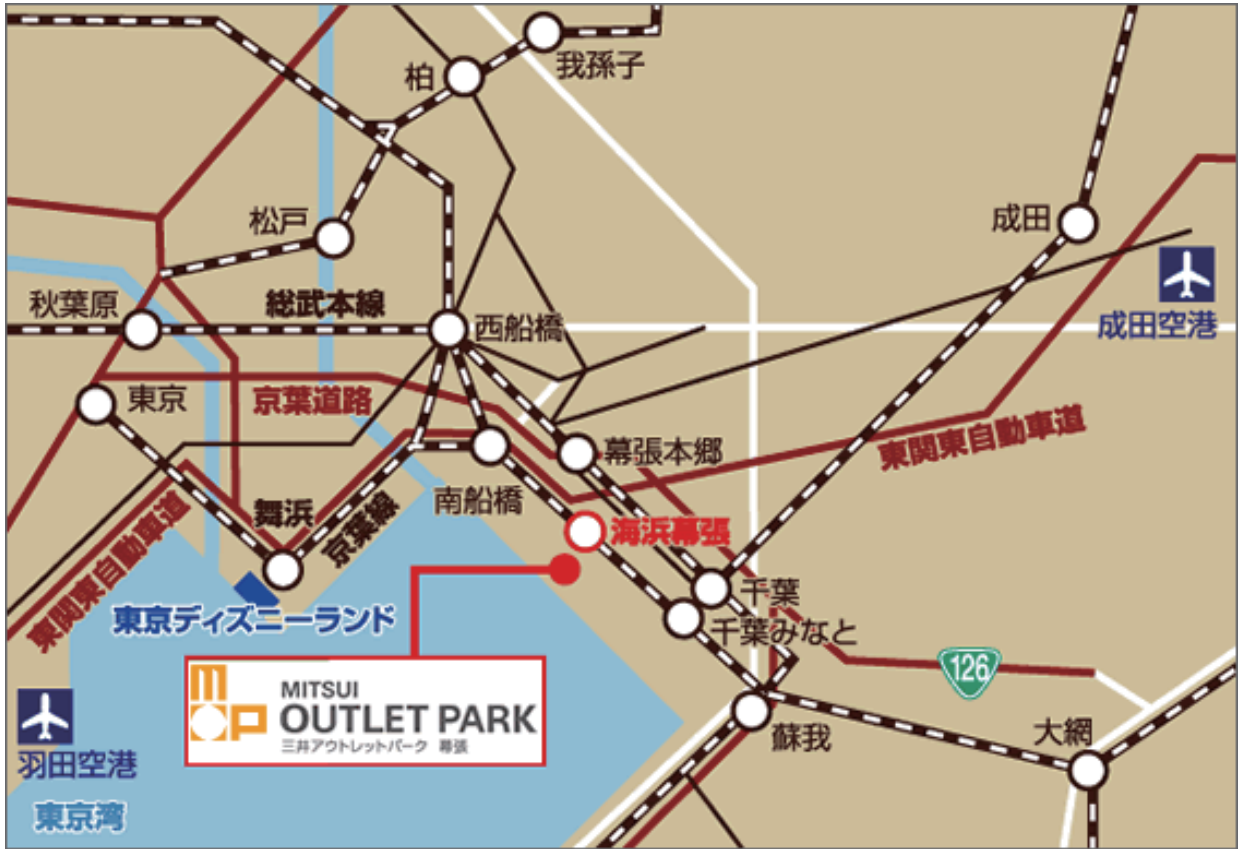 我孫子
柏
松戸
成田
秋葉原
総武本線
西船橋
成田空港
東京
京葉道路
東関東自動車道
幕張本郷
南船橋
舞浜
京葉線
海浜幕張
東関東自動車道
千葉
東京ディズニーランド
千葉みなと
126
MITSUI
OUTLET PARK
三井アウトレットパーク 幕張
蘇我
大網
羽田空港
東京湾